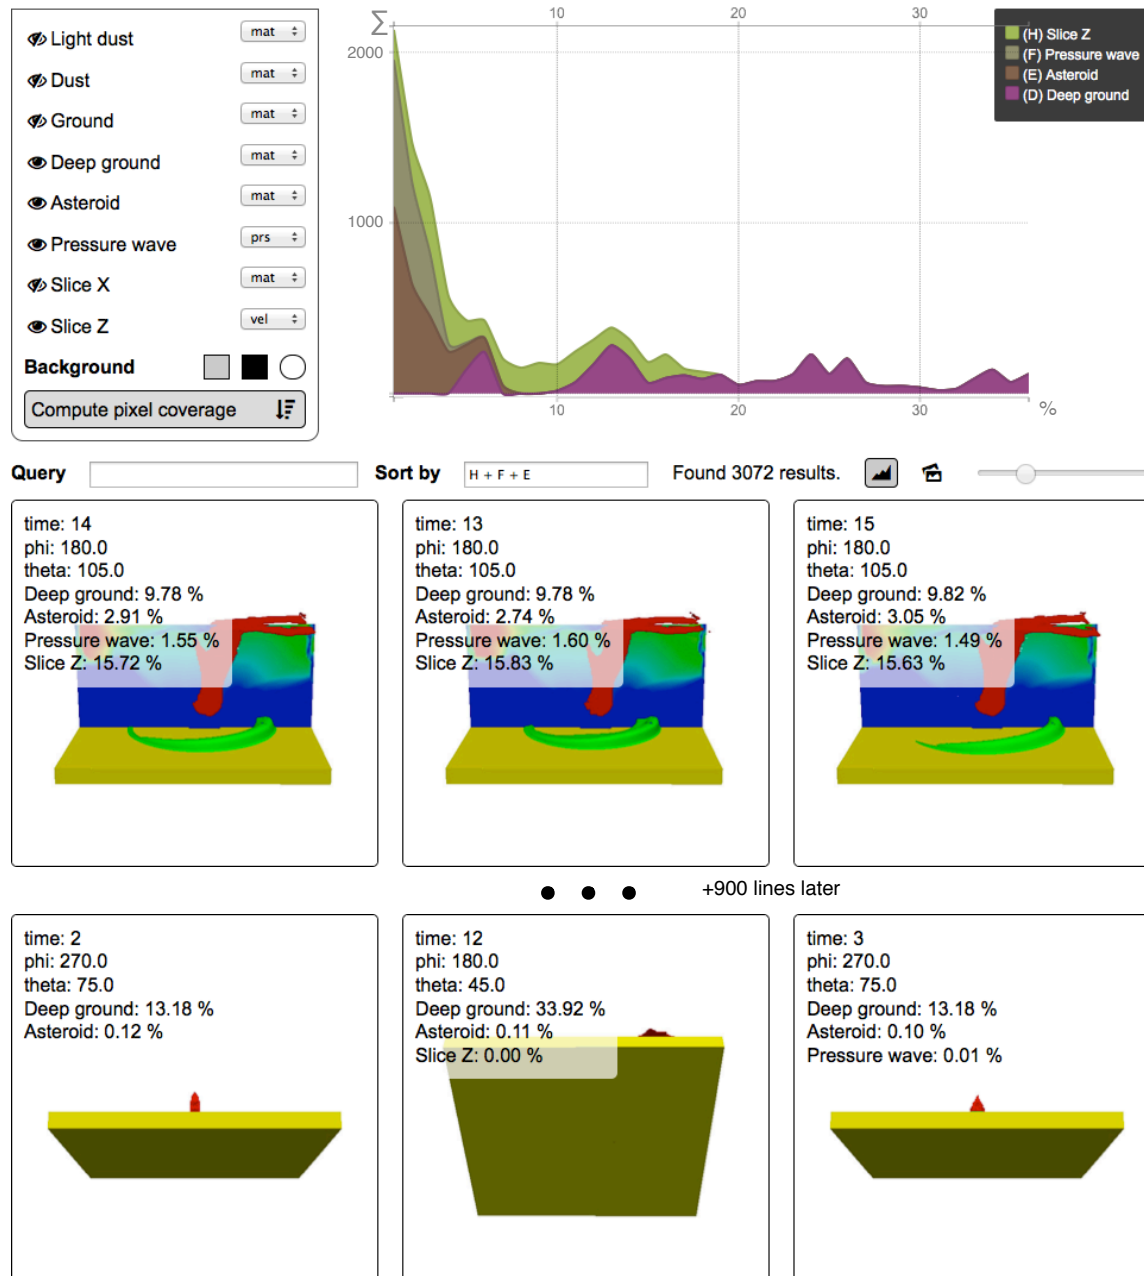 Light dust mat
Dust mat
Ground mat
Deep ground mat
Asteroid mat
Pressure wave prs
Slice X mat
Slice Z vel
Background
Compute pixel coverage
∑
10 20 30
2000
1000
(H) Slice Z
(F) Pressure wave
(E) Asteroid
(D) Deep ground
10 20 30 %
Query Sort by H + F + E Found 3072 results.
time: 14
phi: 180.0
theta: 105.0
Deep ground: 9.78 %
Asteroid: 2.91 %
Pressure wave: 1.55 %
Slice Z: 15.72 %
time: 13
phi: 180.0
theta: 105.0
Deep ground: 9.78 %
Asteroid: 2.74 %
Pressure wave: 1.60 %
Slice Z: 15.83 %
time: 15
phi: 180.0
theta: 105.0
Deep ground: 9.82 %
Asteroid: 3.05 %
Pressure wave: 1.49 %
Slice Z: 15.63 %
+900 lines later
time: 2
phi: 270.0
theta: 75.0
Deep ground: 13.18 %
Asteroid: 0.12 %
time: 12
phi: 180.0
theta: 45.0
Deep ground: 33.92 %
Asteroid: 0.11 %
Slice Z: 0.00 %
time: 3
phi: 270.0
theta: 75.0
Deep ground: 13.18 %
Asteroid: 0.10 %
Pressure wave: 0.01 %